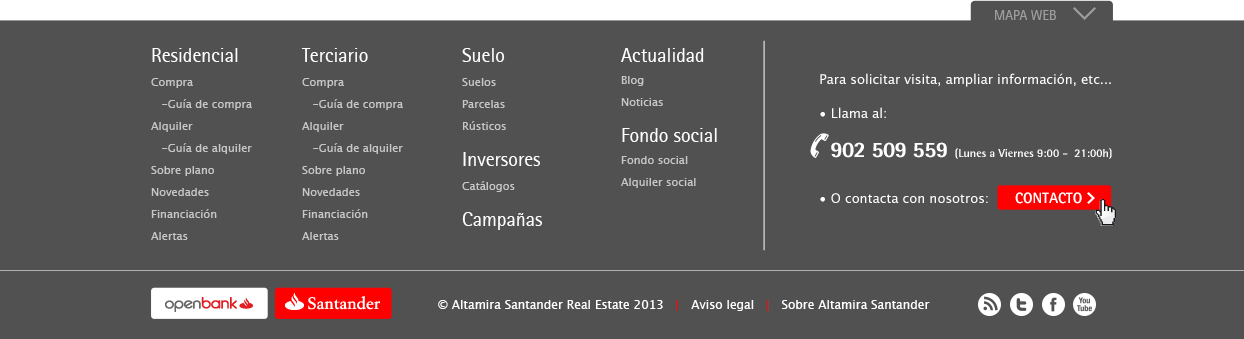 MAPA WEB
Residencial
Compra
-Guía de compra
Alquiler
-Guía de alquiler
Sobre plano
Novedades
Financiación
Alertas
Terciario
Compra
-Guía de compra
Alquiler
-Guía de alquiler
Sobre plano
Novedades
Financiación
Alertas
Suelo
Suelos
Parcelas
Rústicos
Inversores
Catálogos
Campañas
Actualidad
Blog
Noticias
Fondo social
Fondo social
Alquiler social
Para solicitar visita, ampliar información, etc...
• Llama al:
902 509 559 (Lunes a Viernes 9:00 - 21:00h)
• O contacta con nosotros: CONTACTO >
openbank Santander © Altamira Santander Real Estate 2013 | Aviso legal | Sobre Altamira Santander You Tube